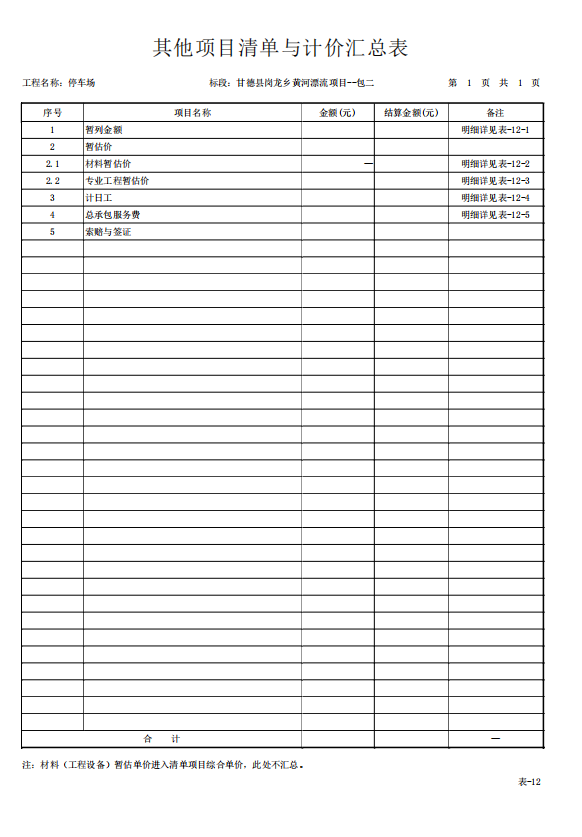 其他项目清单与计价汇总表
工程名称：停车场 标段：甘德县岗龙乡黄河漂流项目--包二 第 1 页 共 1 页
序号 项目名称 金额(元) 结算金额(元) 备注
1 暂列金额 明细详见表-12-1
2 暂估价
2.1 材料暂估价 — 明细详见表-12-2
2.2 专业工程暂估价 明细详见表-12-3
3 计日工 明细详见表-12-4
4 总承包服务费 明细详见表-12-5
5 索赔与签证
合 计 —
注：材料（工程设备）暂估单价进入清单项目综合单价，此处不汇总。
表-12